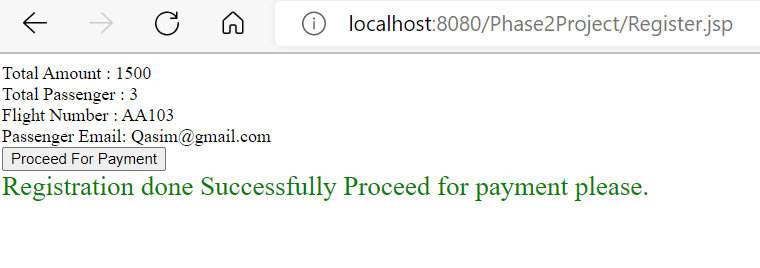 localhost:8080/Phase2Project/Register.jsp
Total Amount : 1500
Total Passenger : 3
Flight Number : AA103
Passenger Email: Qasim@gmail.com
Proceed For Payment
Registration done Successfully Proceed for payment please.